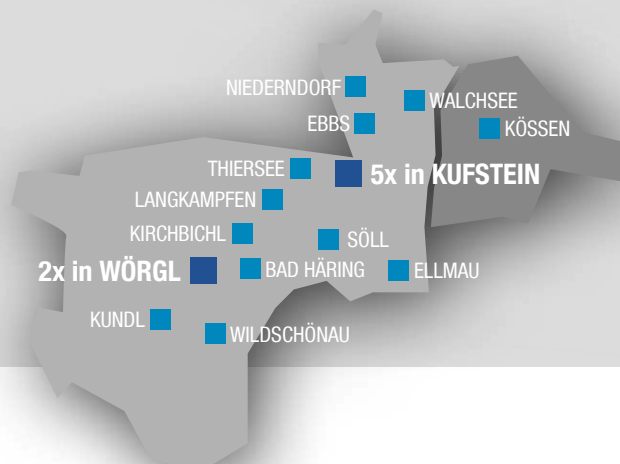 NIEDERNDORF
WALCHSEE
EBBS
KÖSSEN
THIERSEE
5x in KUFSTEIN
LANGKAMPFEN
KIRCHBICHL
SÖLL
2x in WÖRGL
BAD HÄRING
ELLMAU
KUNDL
WILDSCHÖNAU